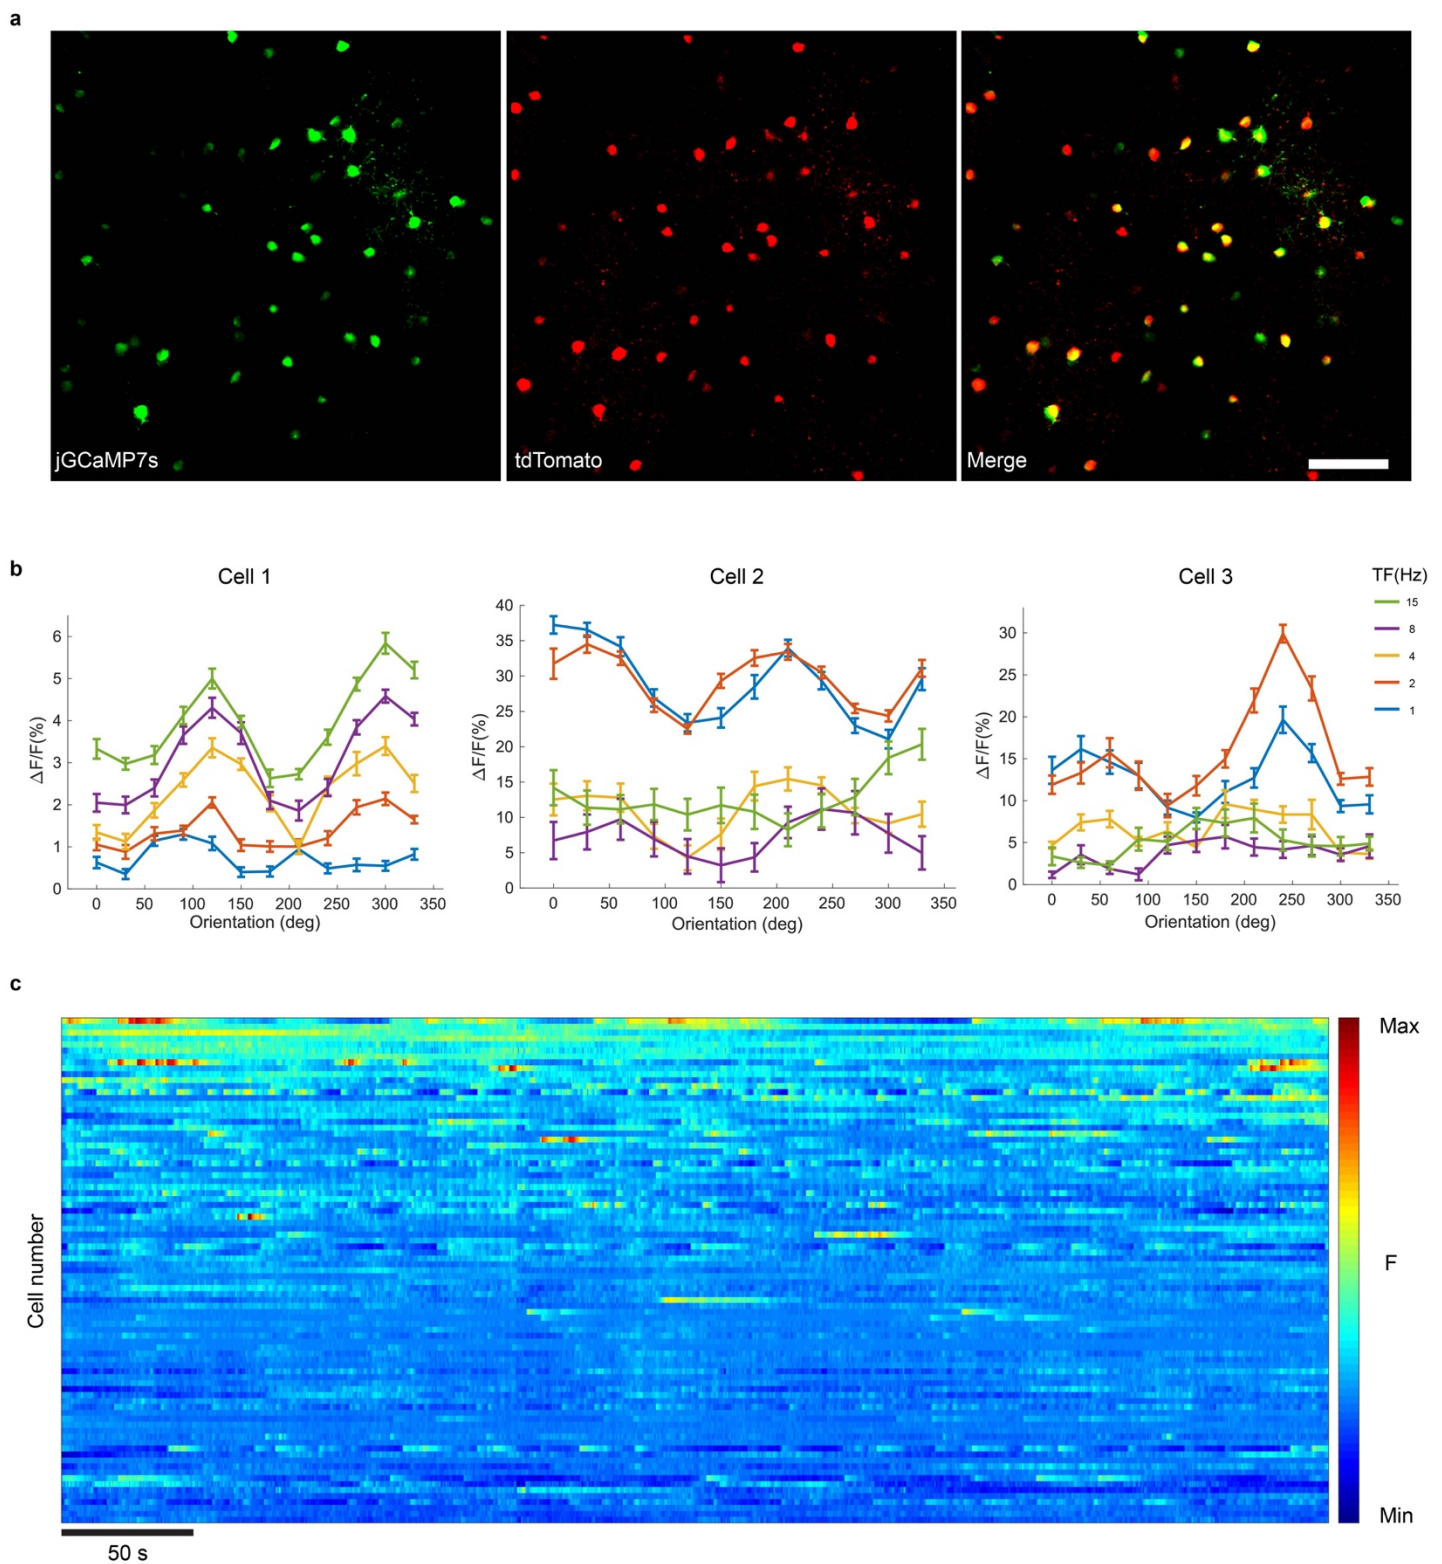 a
jGCaMP7s
tdTomato
Merge
b
Cell 1
Cell 2
Cell 3
TF(Hz)
15
8
4
2
1
ΔF/F(%)
6
5
4
3
2
1
0
0 50 100 150 200 250 300 350
Orientation (deg)
ΔF/F(%)
40
35
30
25
20
15
10
5
0
0 50 100 150 200 250 300 350
Orientation (deg)
ΔF/F(%)
30
25
20
15
10
5
0
0 50 100 150 200 250 300 350
Orientation (deg)
c
Cell number
Max
F
Min
50 s